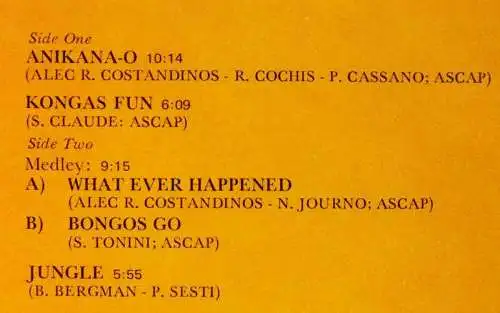 Side One
ANIKANA-O 10:14
(ALEC R. COSTANDINOS - R. COCHIS - P. CASSANO; ASCAP)
KONGAS FUN 6:09
(S. CLAUDE: ASCAP)
Side Two
Medley: 9:15
A) WHAT EVER HAPPENED
(ALEC R. COSTANDINOS - N. JOURNO; ASCAP)
B) BONGOS GO
(S. TONINI; ASCAP)
JUNGLE 5:55
(B. BERGMAN - P. SESTI)